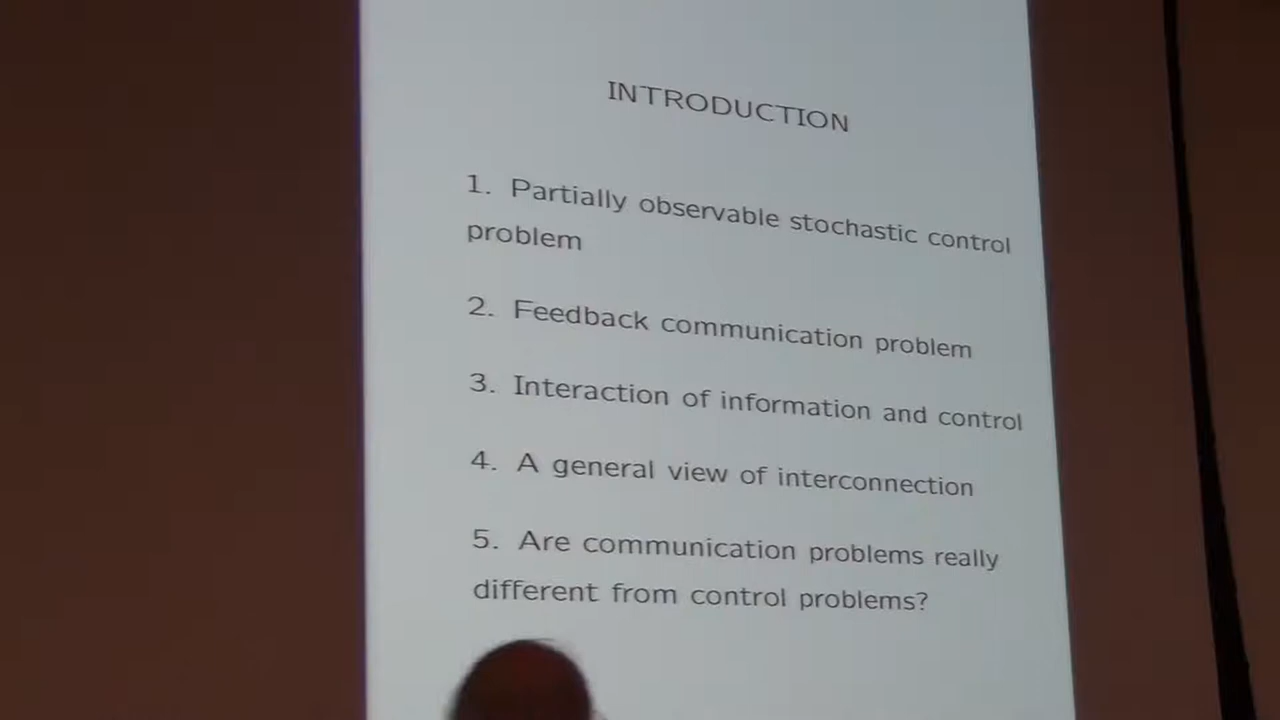 INTRODUCTION
1. Partially observable stochastic control
problem
2. Feedback communication problem
3. Interaction of information and control
4. A general view of interconnection
5. Are communication problems really
different from control problems?